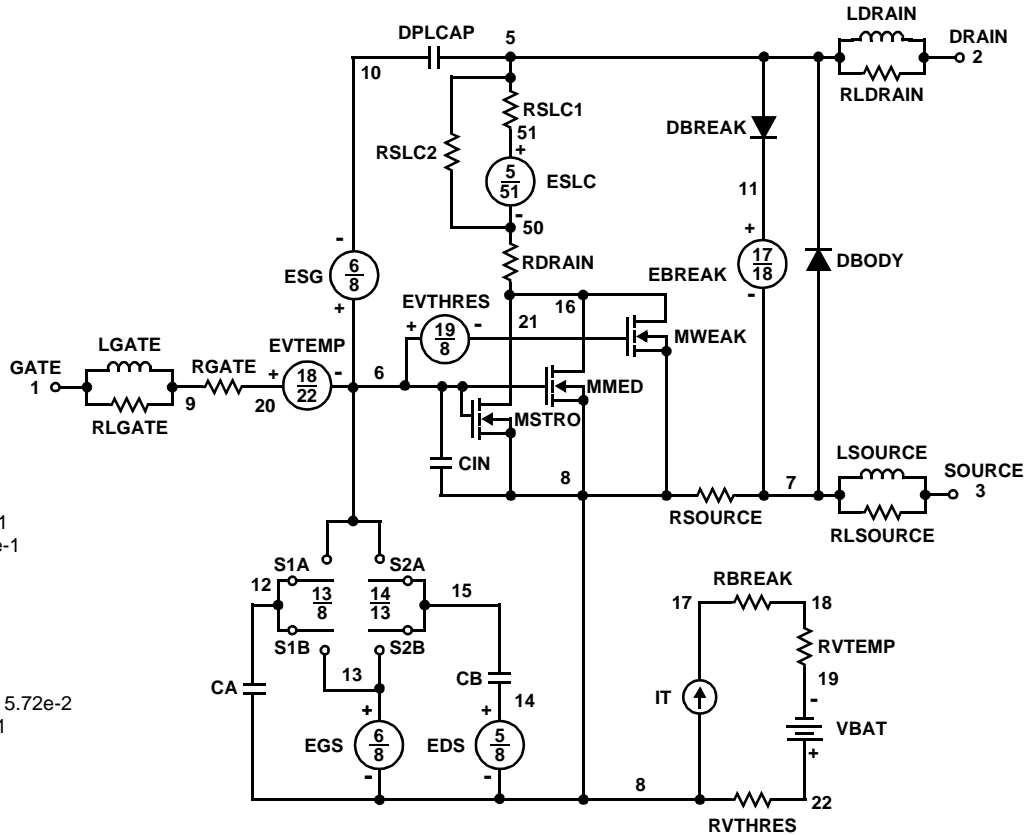 LDRAIN
DPLCAP
5
DRAIN
2
10
RLDRAIN
RSLC1
DBREAK
51
+
RSLC2
5
51
ESLC
11
-
50
+
-
RDRAIN
17
18
EBREAK
DBODY
ESG
6
8
-
+
EVTHRES
16
21
+
19
8
-
MWEAK
LGATE
EVTEMP
GATE
1
RGATE
+
18
22
-
6
MMED
9
20
RLGATE
MSTRO
LSOURCE
CIN
8
7
SOURCE
3
RSOURCE
1
RLSOURCE
e-1
S1A
S2A
12
13
8
14
13
15
RBREAK
17
18
S1B
S2B
RVTEMP
13
CB
19
CA
-
5.72e-2
14
IT
1
+
+
VBAT
EGS
6
8
EDS
5
8
+
-
-
8
22
RVTHRES